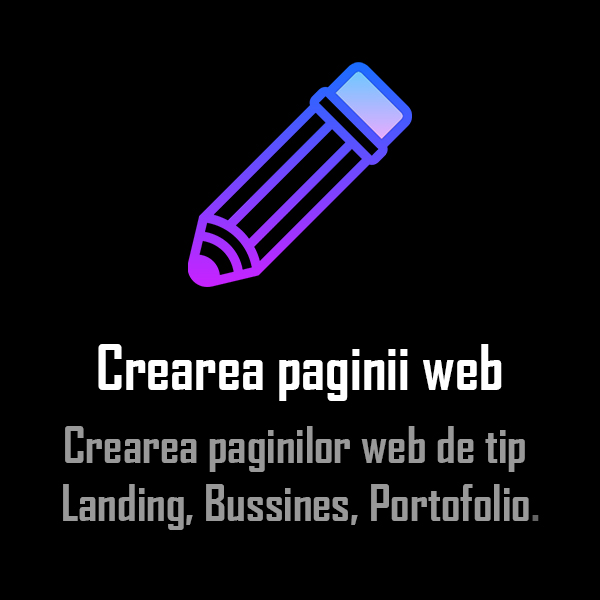 Crearea paginii web
Crearea paginilor web de tip
Landing, Bussines, Portofolio.